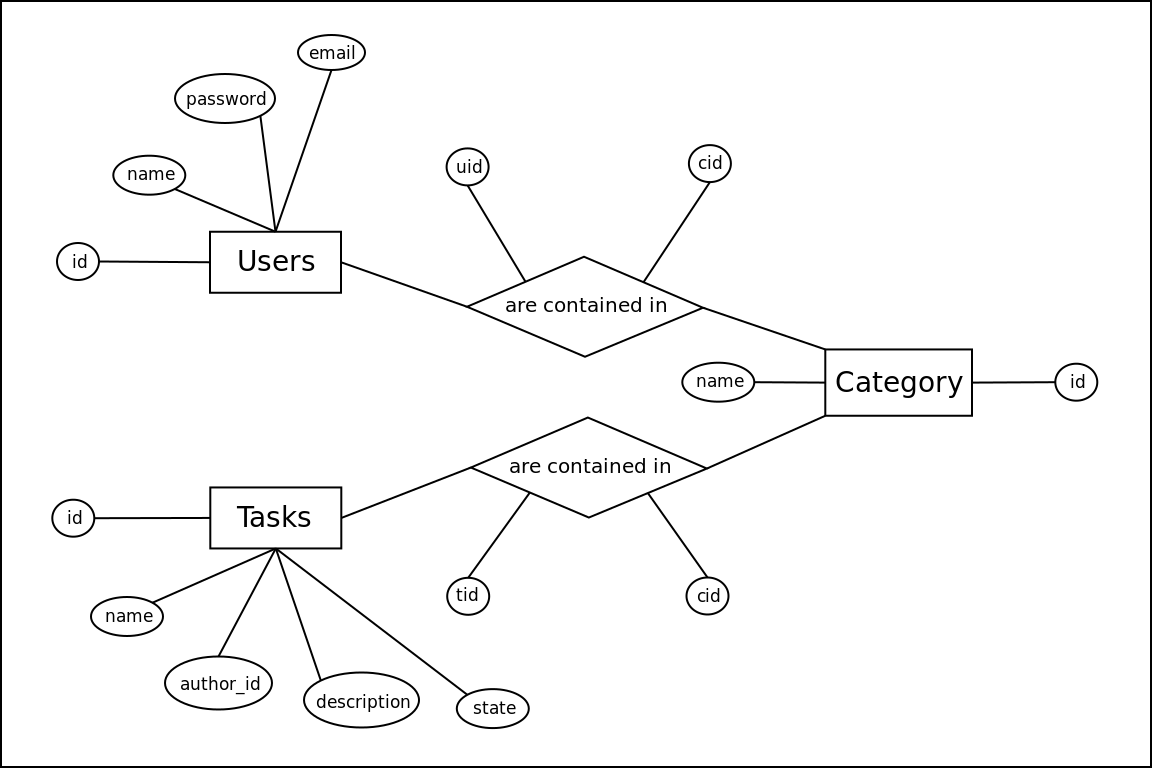 email
password
name
uid
cid
id
Users
are contained in
name
Category
id
are contained in
id
Tasks
name
tid
cid
author_id
description
state